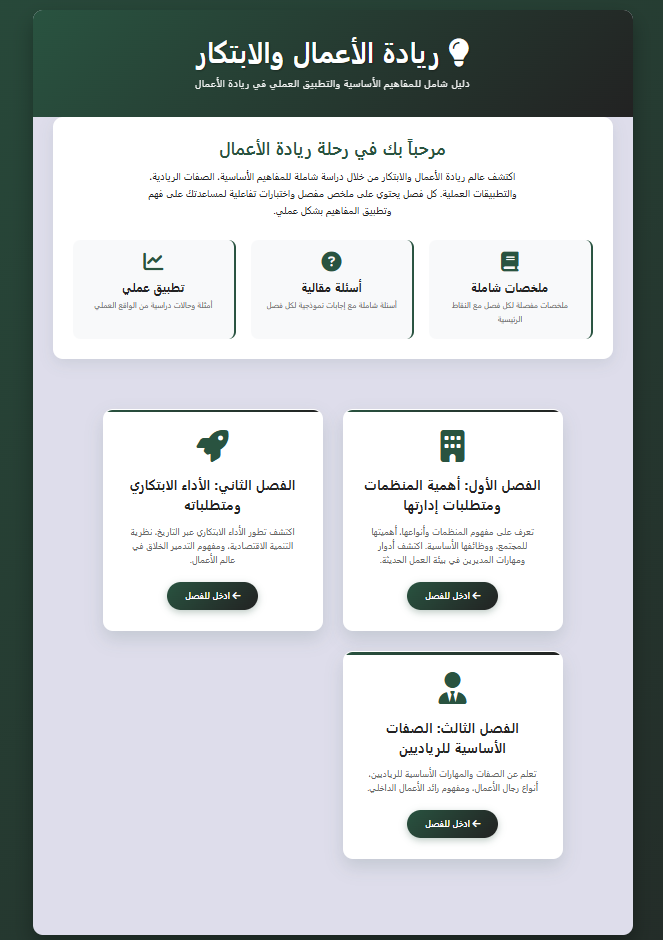 ريادة الأعمال والابتكار
دليل شامل للمفاهيم الأساسية والتطبيق العملي في ريادة الأعمال
مرحباً بك في رحلة ريادة الأعمال
اكتشف عالم ريادة الأعمال والابتكار من خلال دراسة شاملة للمفاهيم الأساسية، الصفات الريادية،
والتطبيقات العملية. كل فصل يحتوي على ملخص مفصل واختبارات تفاعلية لمساعدتك على فهم
وتطبيق المفاهيم بشكل عملي.
ملخصات شاملة
ملخصات مفصلة لكل فصل مع النقاط
الرئيسية
أسئلة مقالية
أسئلة شاملة مع إجابات نموذجية لكل فصل
تطبيق عملي
أمثلة وحالات دراسية من الواقع العملي
الفصل الأول: أهمية المنظمات
ومتطلبات إدارتها
تعرف على مفهوم المنظمات وأنواعها، أهميتها
للمجتمع، ووظائفها الأساسية. اكتشف أدوار
ومهارات المديرين في بيئة العمل الحديثة.
ادخل للفصل
الفصل الثاني: الأداء الابتكاري
ومتطلباته
اكتشف تطور الأداء الابتكاري عبر التاريخ، نظرية
التنمية الاقتصادية، ومفهوم التدمير الخلاق في
عالم الأعمال.
ادخل للفصل
الفصل الثالث: الصفات
الأساسية للرياديين
تعلم عن الصفات والمهارات الأساسية للرياديين،
أنواع رجال الأعمال، ومفهوم رائد الأعمال الداخلي.
ادخل للفصل